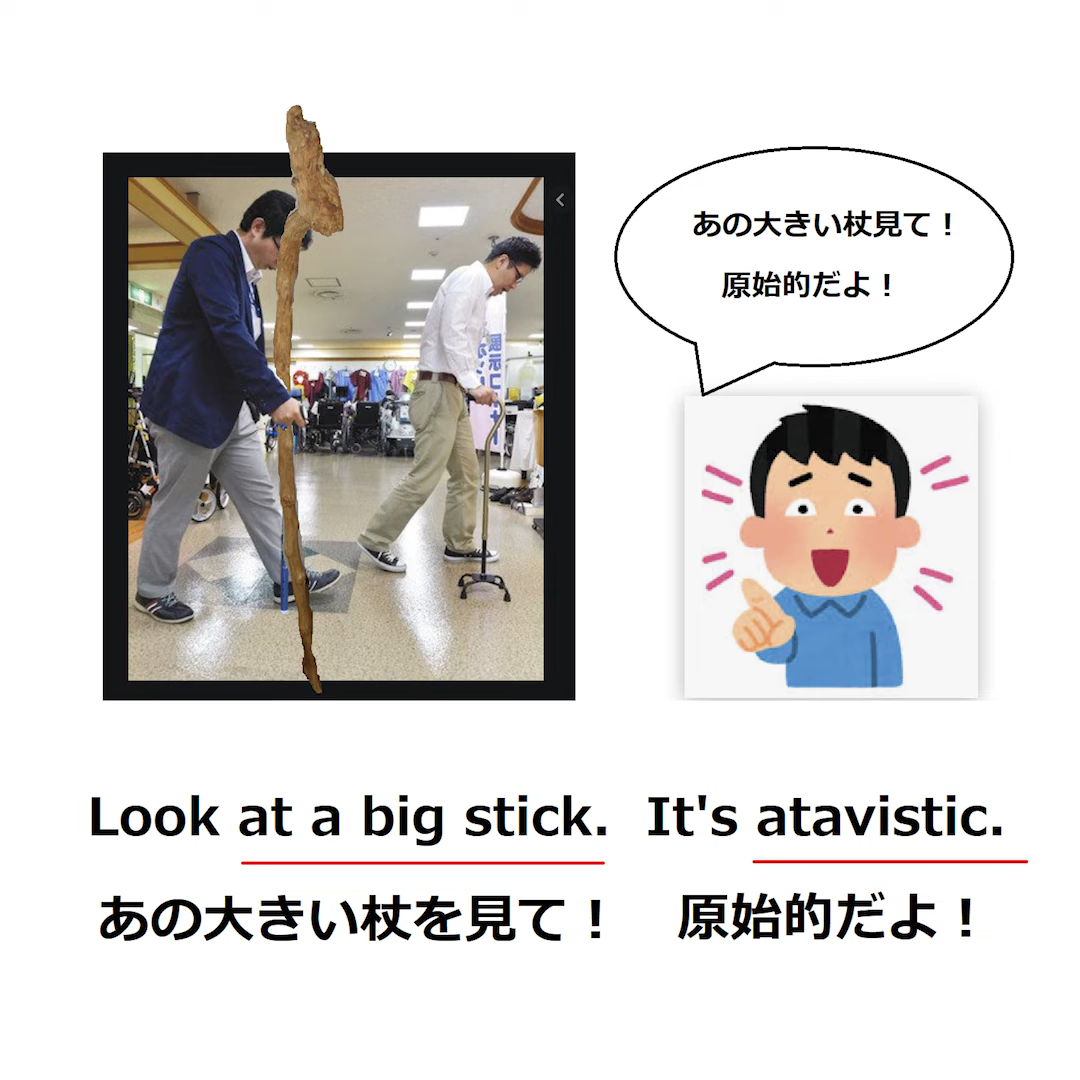 あの大きい杖見て！
原始的だよ！
Look at a big stick. It's atavistic.
あの大きい杖を見て！ 原始的だよ！